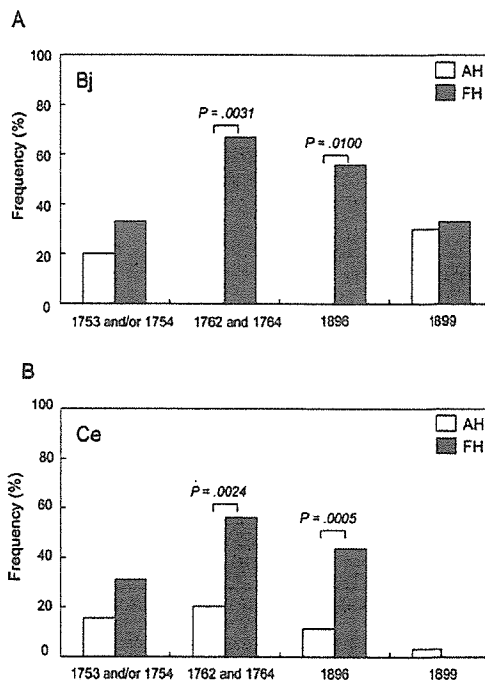 A
100
Bj
AH
FH
P = .0031
P = .0100
80
60
40
20
0
Frequency (%)
1753 and/or 1754 1762 and 1764 1896 1899
B
100
Ce
AH
FH
P = .0024
P = .0005
80
60
40
20
0
Frequency (%)
1753 and/or 1754 1762 and 1764 1896 1899